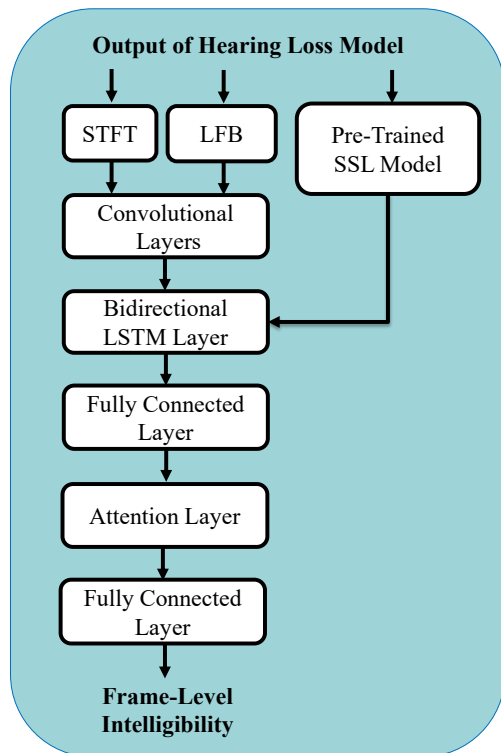 Output of Hearing Loss Model
STFT
LFB
Pre-Trained
SSL Model
Convolutional
Layers
Bidirectional
LSTM Layer
Fully Connected
Layer
Attention Layer
Fully Connected
Layer
Frame-Level
Intelligibility